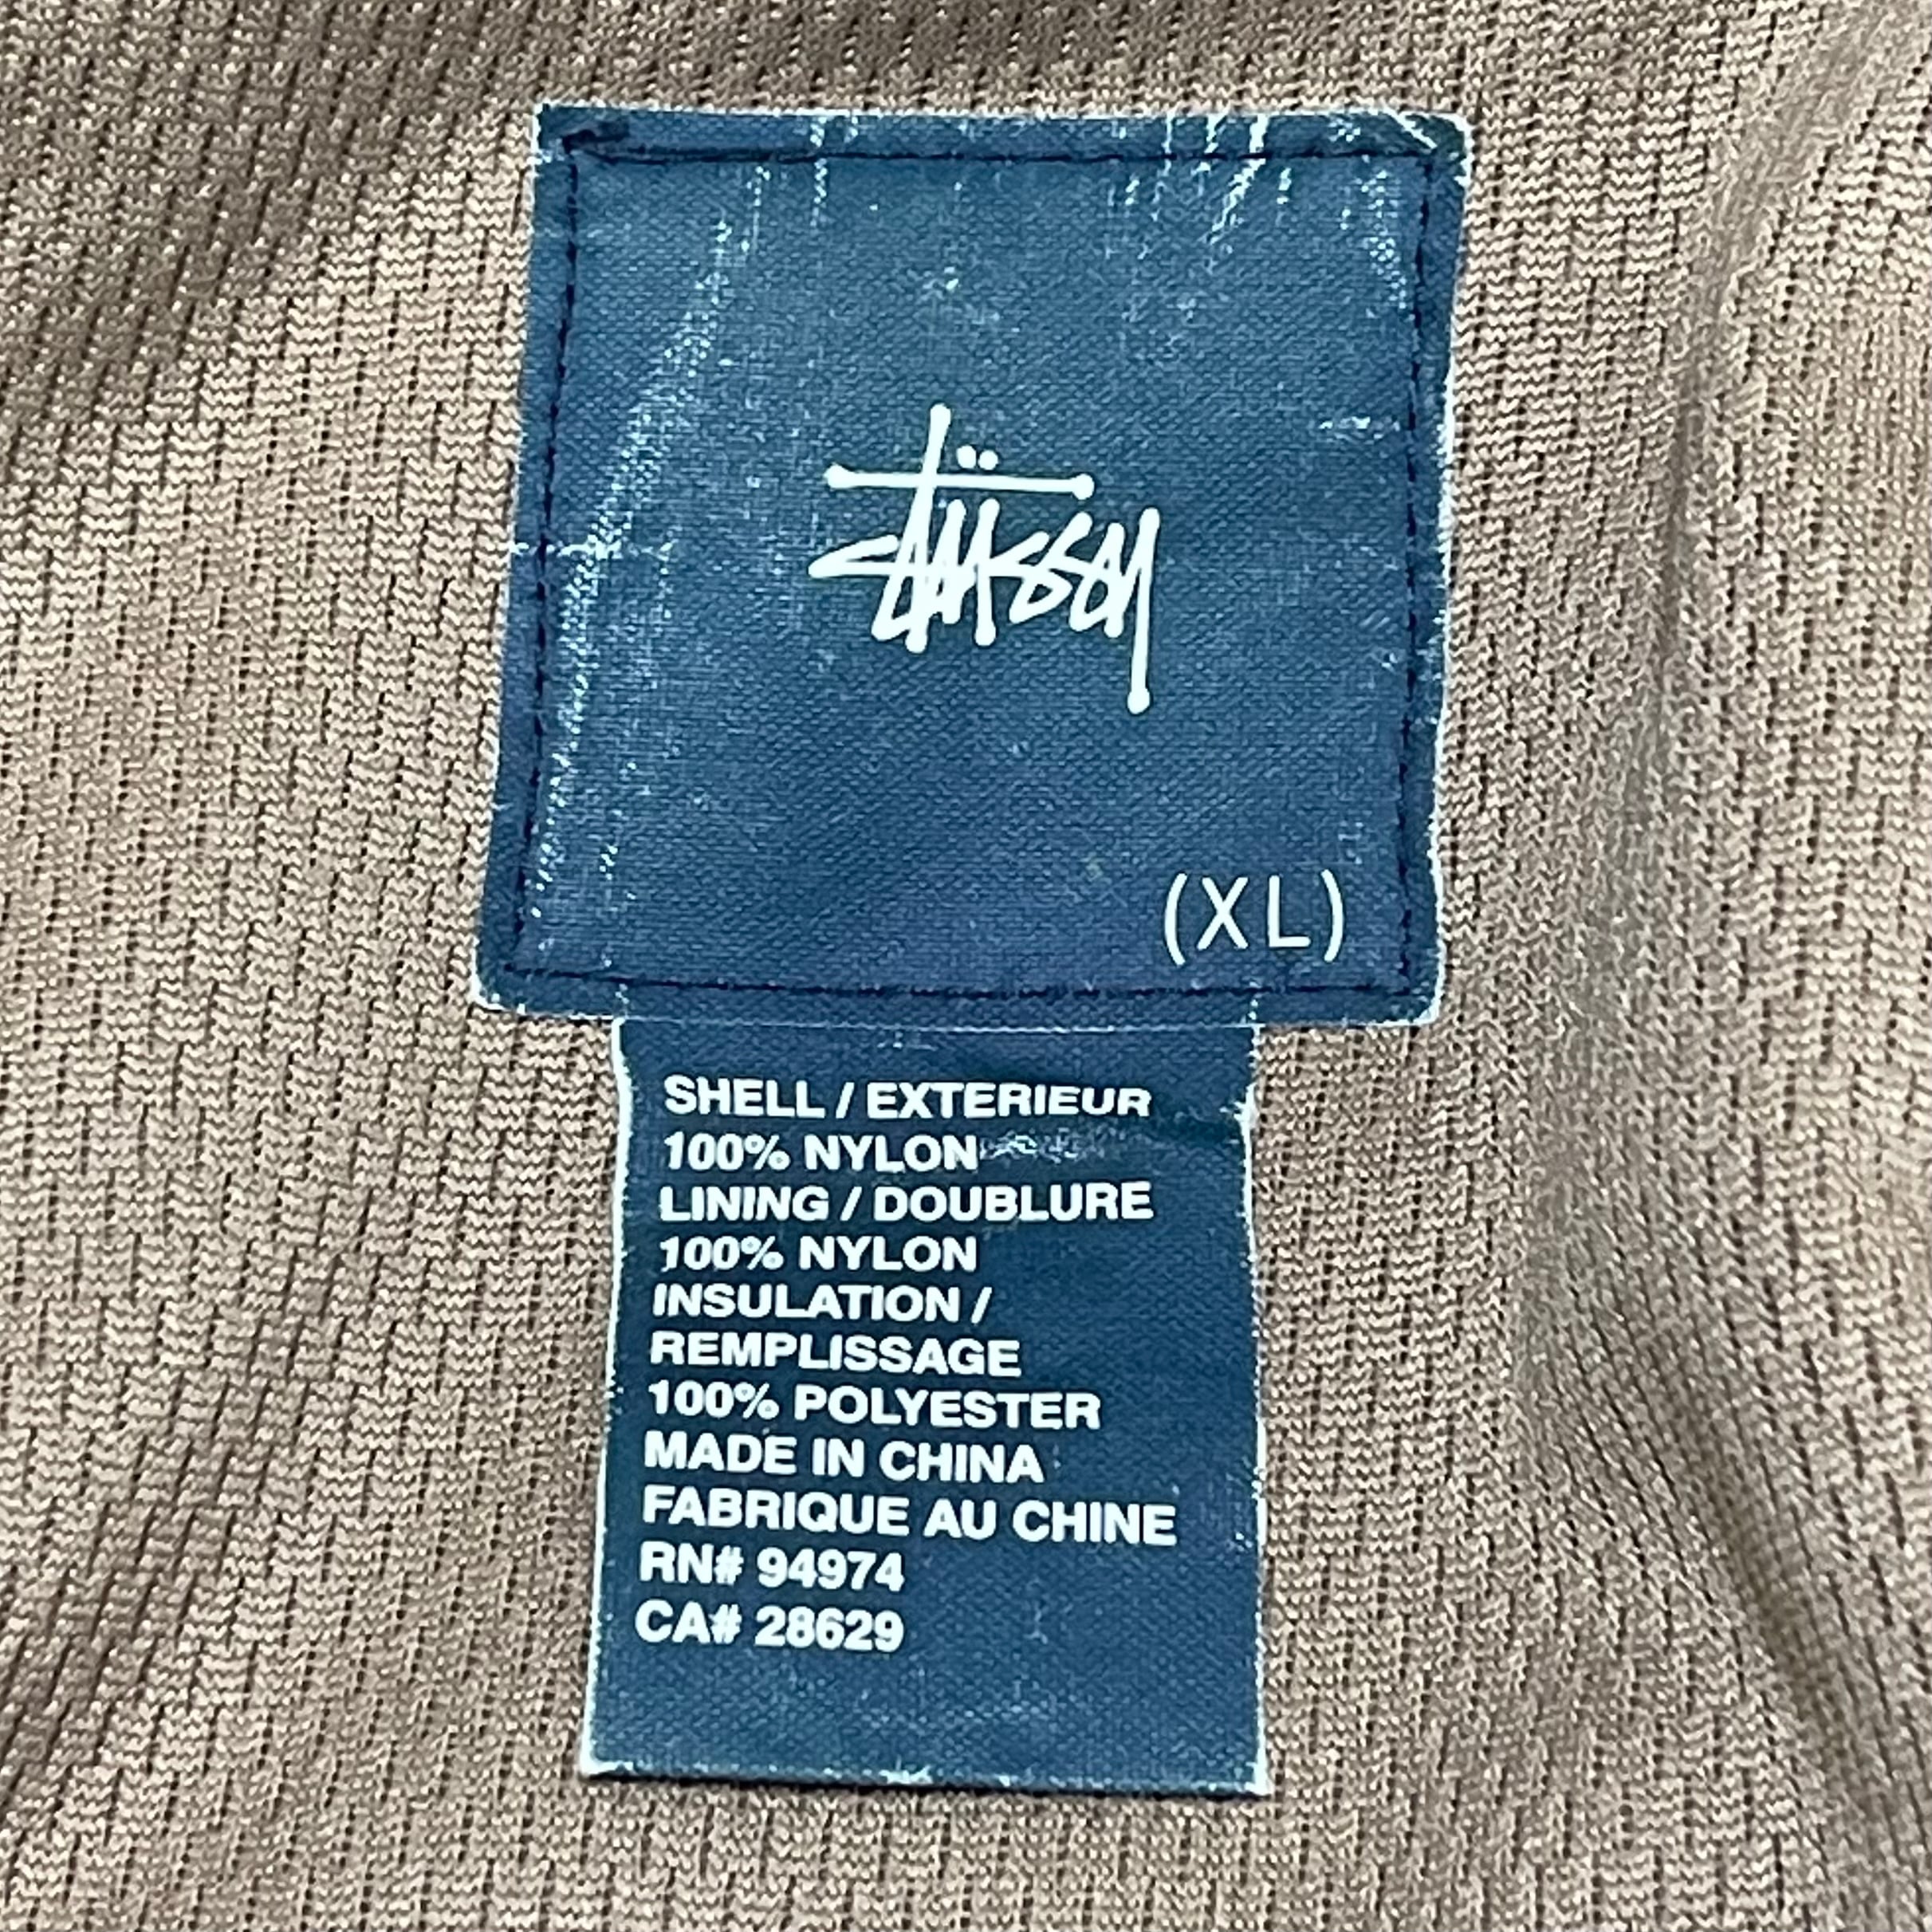 Stüssy
(XL)
SHELL / EXTERIEUR
100% NYLON
LINING / DOUBLURE
100% NYLON
INSULATION /
REMPLISSAGE
100% POLYESTER
MADE IN CHINA
FABRIQUE AU CHINE
RN# 94974
CA# 28629